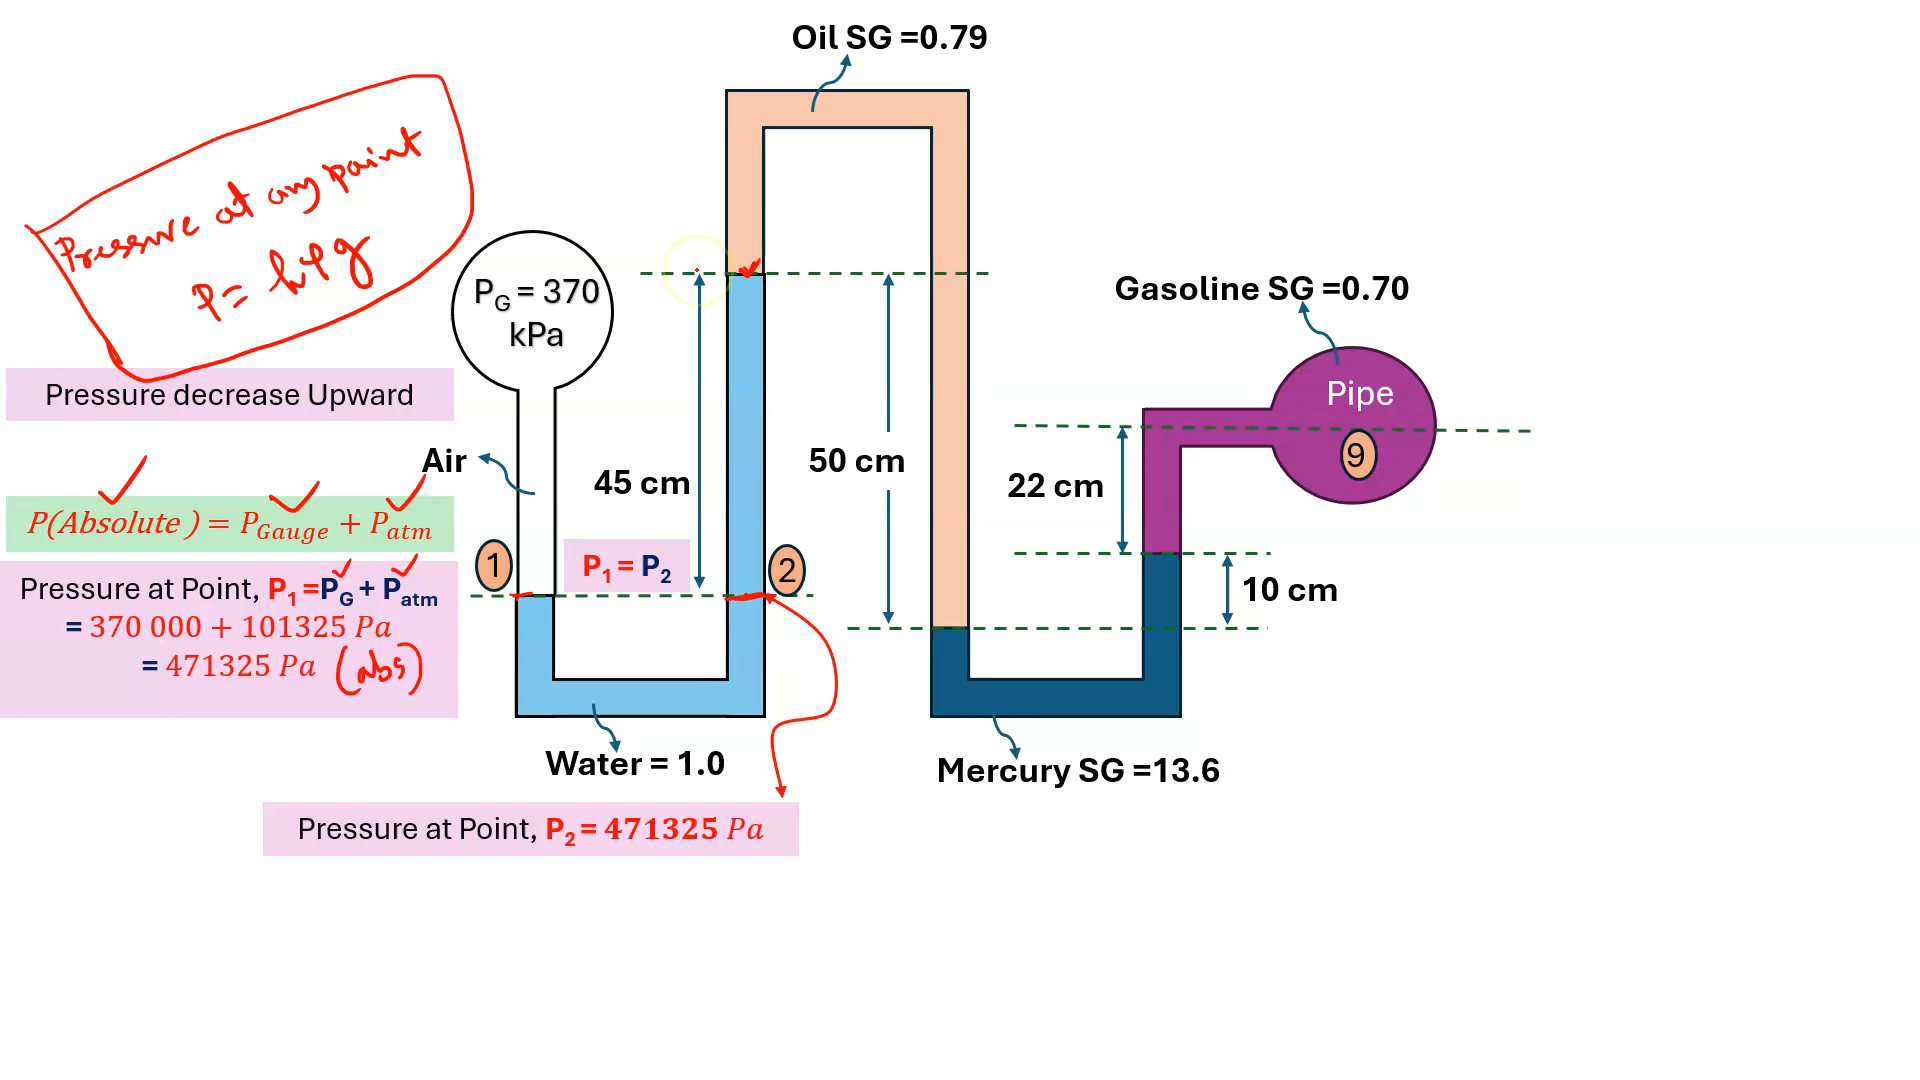 Oil SG =0.79
Pressure at any paint
P= hρg
PG = 370
kPa
Gasoline SG =0.70
Pressure decrease Upward
Pipe
9
Air
45 cm
50 cm
22 cm
P(Absolute ) = PGauge + Patm
1
P1 = P2
2
10 cm
Pressure at Point, P1 =PG + Patm
= 370 000 + 101325 Pa
= 471325 Pa (abs)
Water = 1.0
Mercury SG =13.6
Pressure at Point, P2 = 471325 Pa